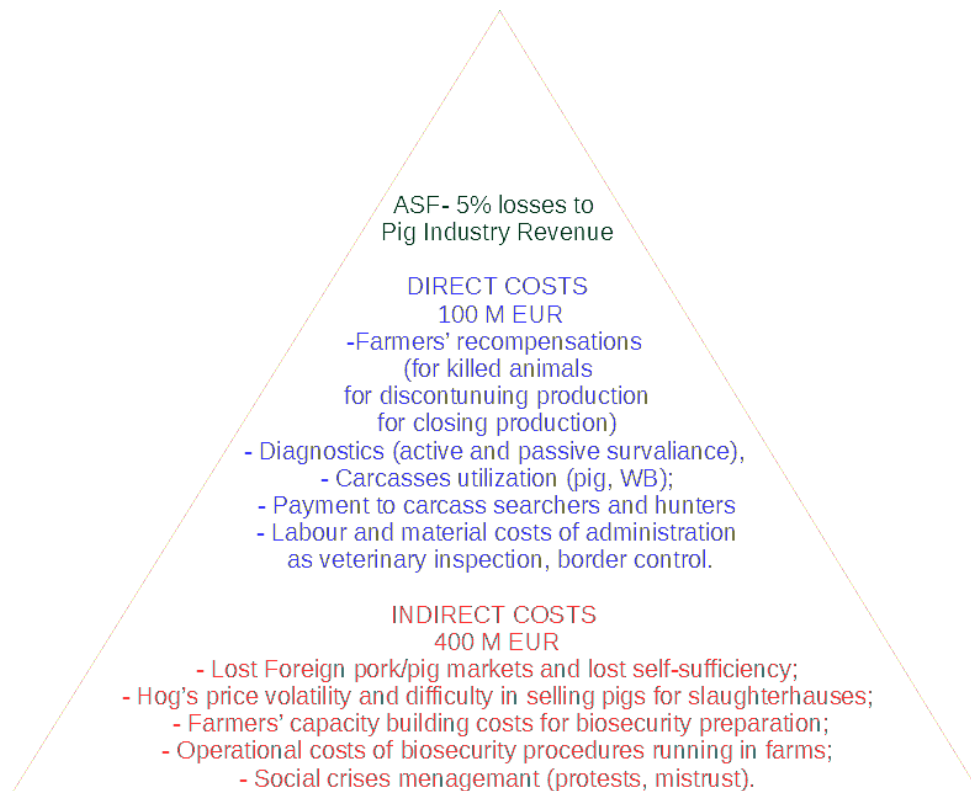 ASF- 5% losses to
Pig Industry Revenue
DIRECT COSTS
100 M EUR
-Farmers' recompensations
(for killed animals
for discontunuing production
for closing production)
- Diagnostics (active and passive survaliance),
- Carcasses utilization (pig, WB);
- Payment to carcass searchers and hunters
- Labour and material costs of administration
as veterinary inspection, border control.
INDIRECT COSTS
400 M EUR
- Lost Foreign pork/pig markets and lost self-sufficiency;
- Hog's price volatility and difficulty in selling pigs for slaughterhauses;
- Farmers' capacity building costs for biosecurity preparation;
- Operational costs of biosecurity procedures running in farms;
- Social crises menagemant (protests, mistrust).